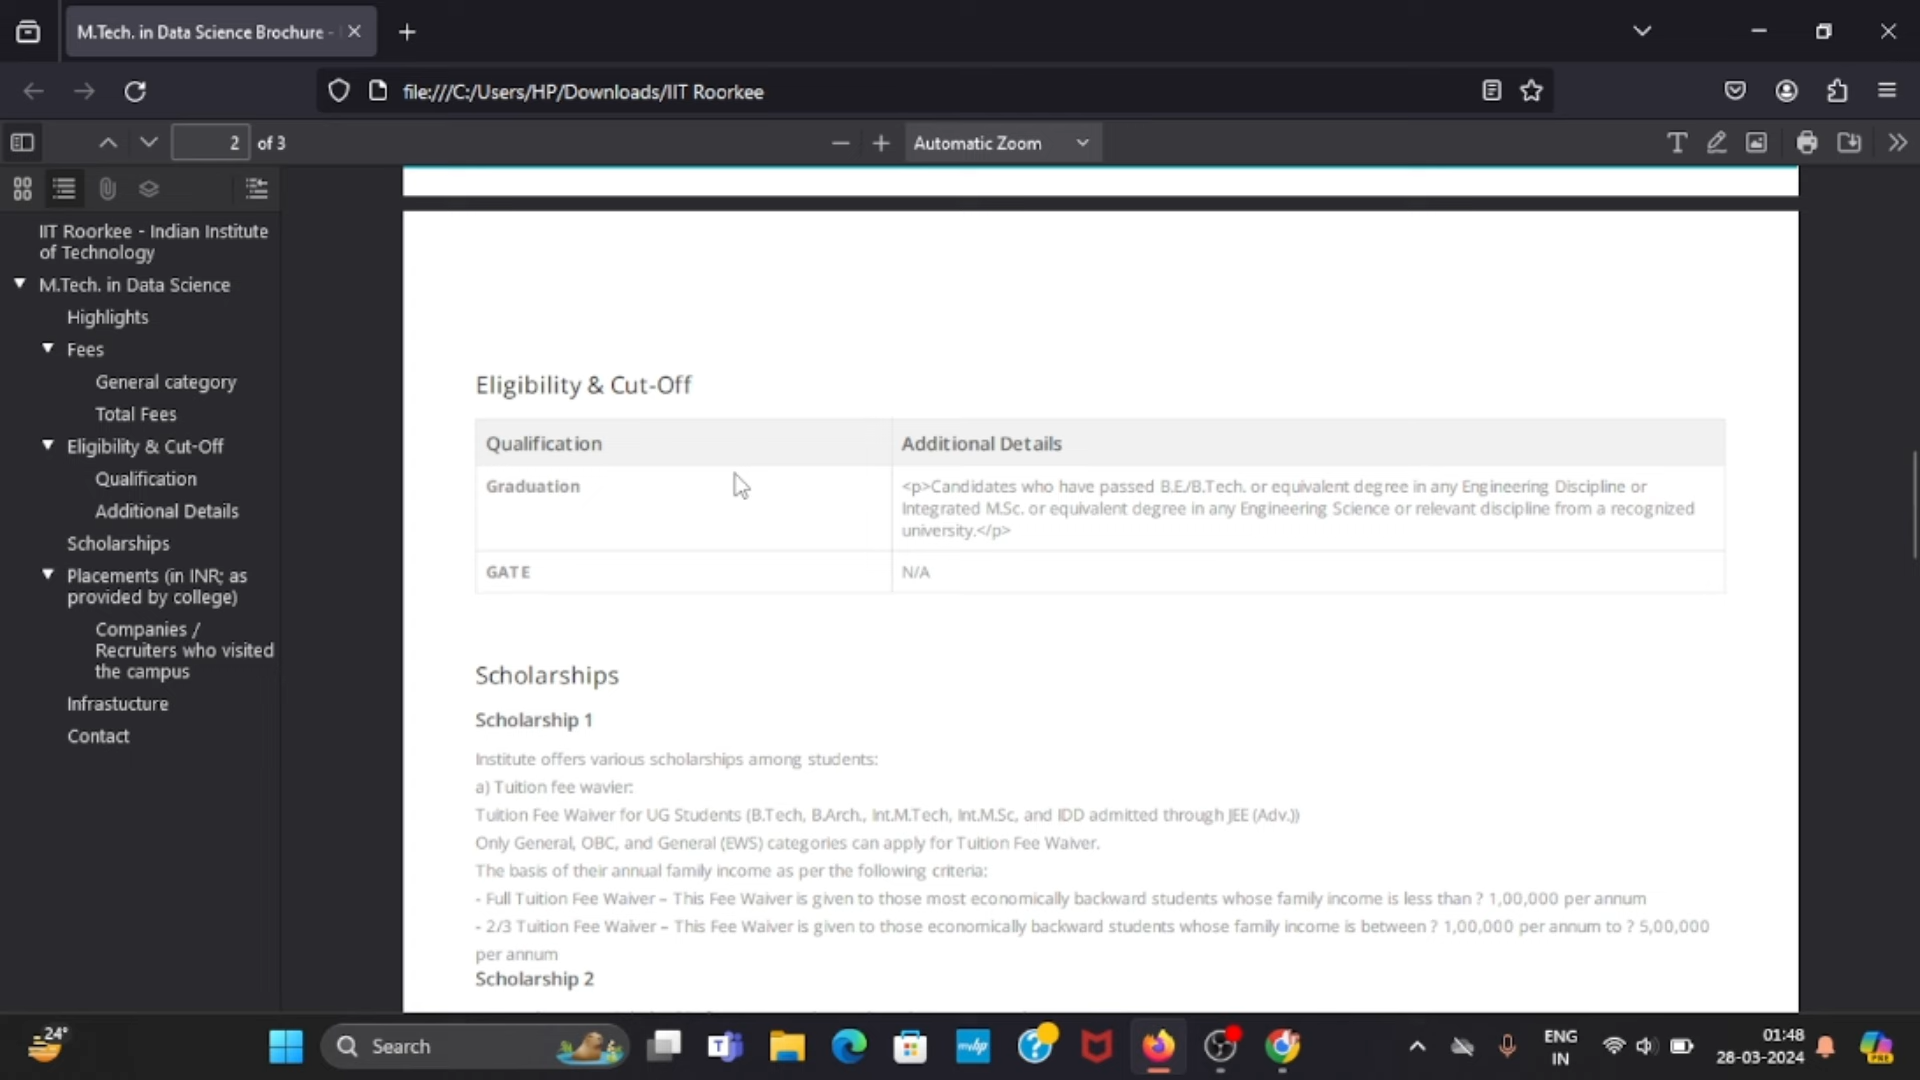 M.Tech. in Data Science Brochure -
file:///C:/Users/HP/Downloads/IIT Roorkee
2 of 3
Automatic Zoom
IIT Roorkee - Indian Institute
of Technology
M.Tech. in Data Science
Highlights
Fees
General category
Total Fees
Eligibility & Cut-Off
Qualification
Additional Details
Scholarships
Placements (in INR; as
provided by college)
Companies /
Recruiters who visited
the campus
Infrastucture
Contact
Eligibility & Cut-Off
Qualification Additional Details
Graduation <p>Candidates who have passed B.E./B.Tech. or equivalent degree in any Engineering Discipline or
Integrated M.Sc. or equivalent degree in any Engineering Science or relevant discipline from a recognized
university.</p>
GATE N/A
Scholarships
Scholarship 1
Institute offers various scholarships among students:
a) Tuition fee wavier:
Tuition Fee Waiver for UG Students (B.Tech, B.Arch., Int.M.Tech, Int.M.Sc, and IDD admitted through JEE (Adv.))
Only General, OBC, and General (EWS) categories can apply for Tuition Fee Waiver.
The basis of their annual family income as per the following criteria:
- Full Tuition Fee Waiver – This Fee Waiver is given to those most economically backward students whose family income is less than ? 1,00,000 per annum
- 2/3 Tuition Fee Waiver – This Fee Waiver is given to those economically backward students whose family income is between ? 1,00,000 per annum to ? 5,00,000
per annum
Scholarship 2
24°
Search
myhp
ENG
IN
01:48
28-03-2024
PRE